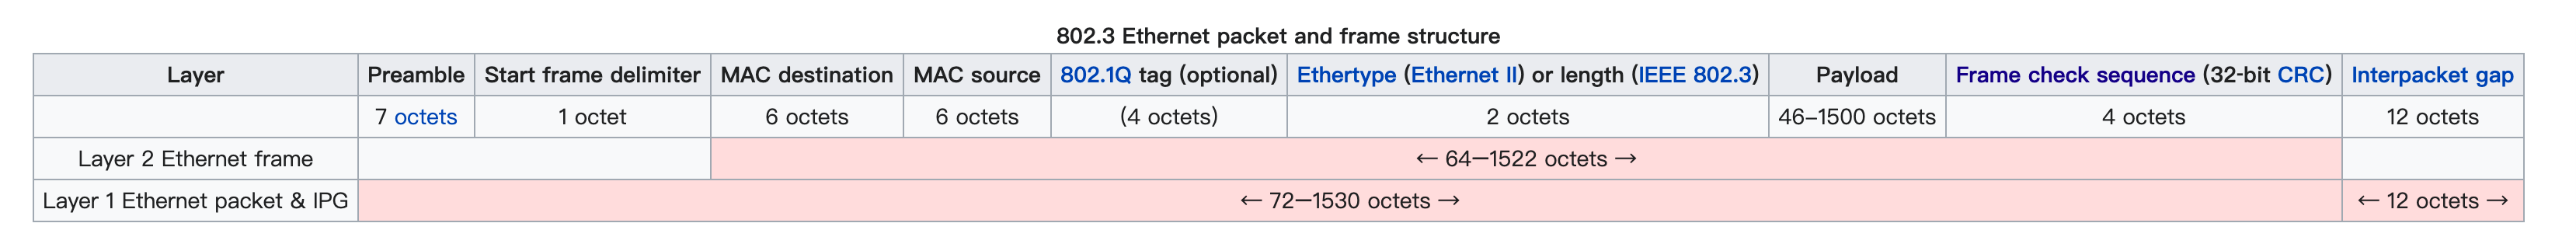 802.3 Ethernet packet and frame structure
Layer Preamble Start frame delimiter MAC destination MAC source 802.1Q tag (optional) Ethertype (Ethernet II) or length (IEEE 802.3) Payload Frame check sequence (32-bit CRC) Interpacket gap
7 octets 1 octet 6 octets 6 octets (4 octets) 2 octets 46–1500 octets 4 octets 12 octets
Layer 2 Ethernet frame ← 64–1522 octets →
Layer 1 Ethernet packet & IPG ← 72–1530 octets → ← 12 octets →